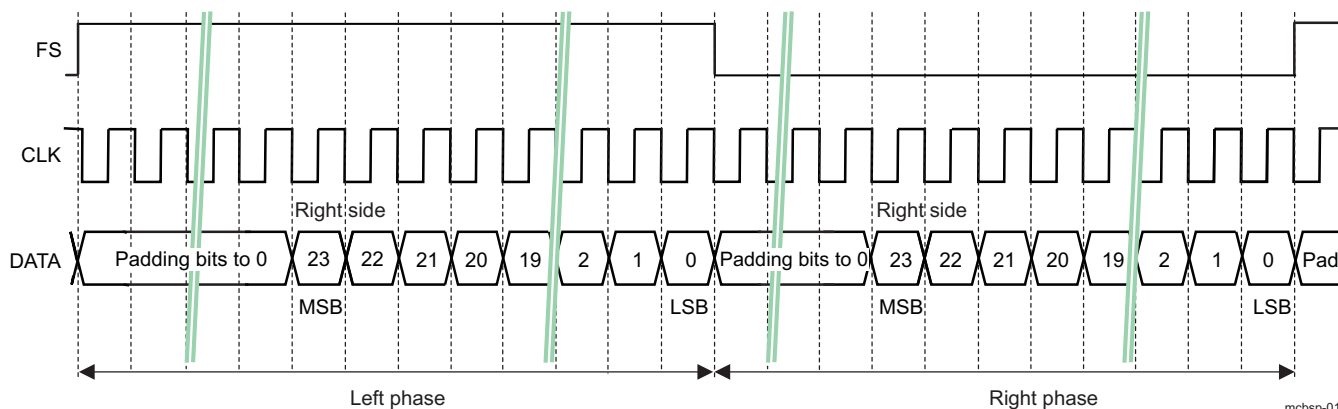 FS
CLK
Right side Right side
DATA Padding bits to 0 23 22 21 20 19 2 1 0 Padding bits to 0 23 22 21 20 19 2 1 0 Pad
MSB LSB MSB LSB
Left phase Right phase
mcbsp-01